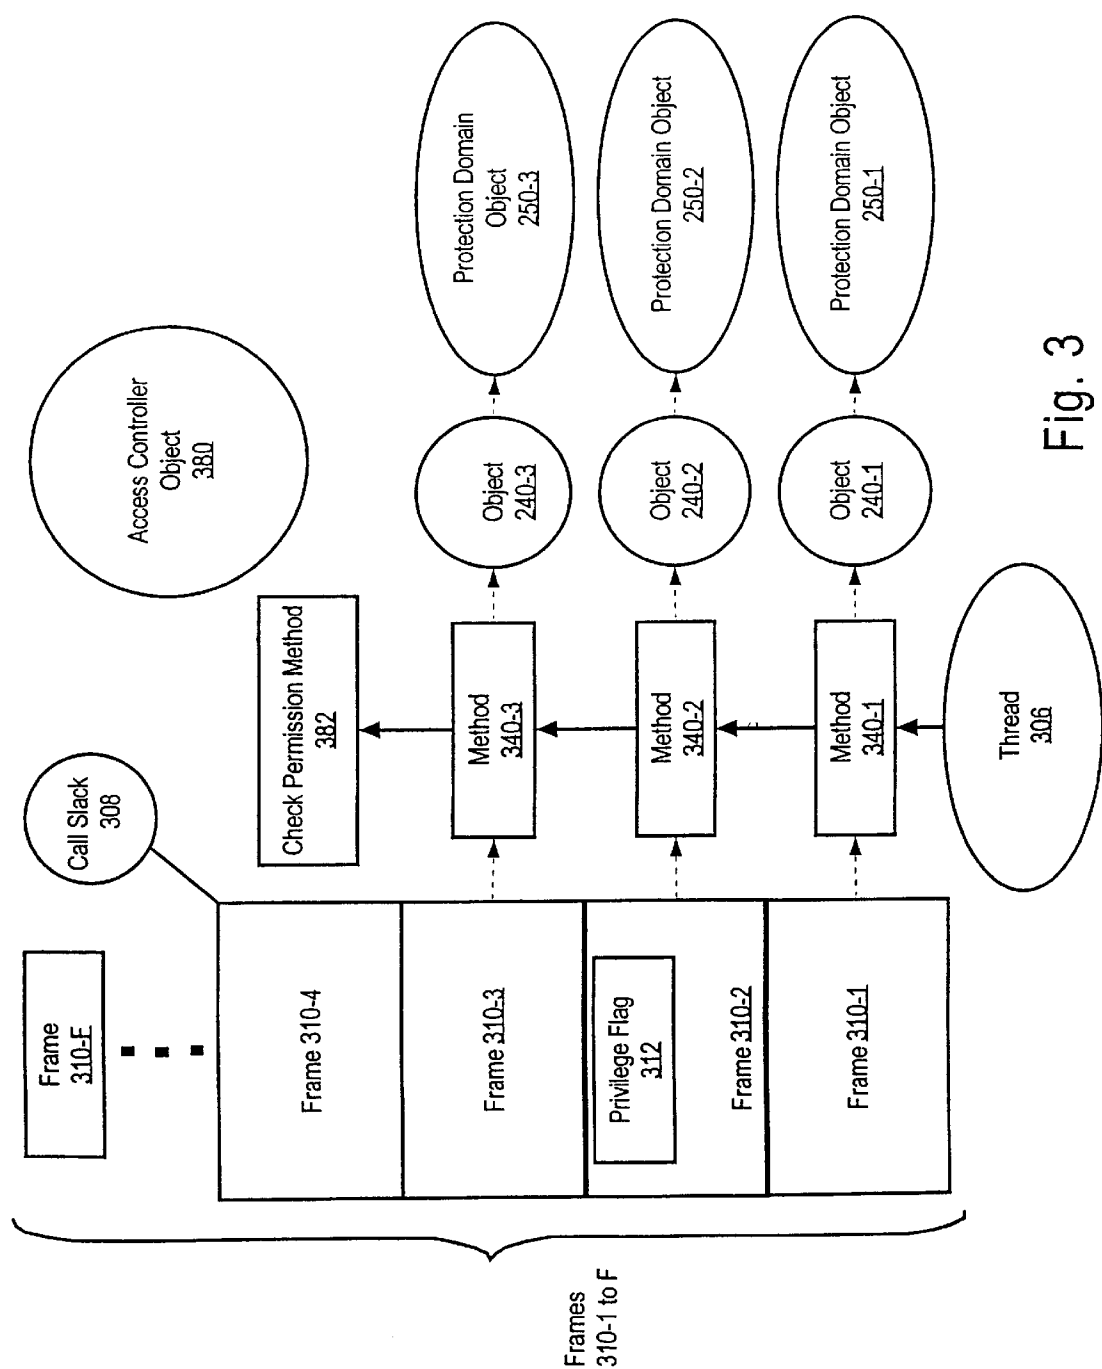 Frame
310-E
Call Slack
308
Access Controller
Object
380
Check Permission Method
382
Frame 310-4
Frame 310-3
Method
340-3
Object
240-3
Protection Domain
Object
250-3
Frames
310-1 to F
Privilege Flag
312
Frame 310-2
Method
340-2
Object
240-2
Protection Domain Object
250-2
Frame 310-1
Method
340-1
Object
240-1
Protection Domain Object
250-1
Thread
306
Fig. 3